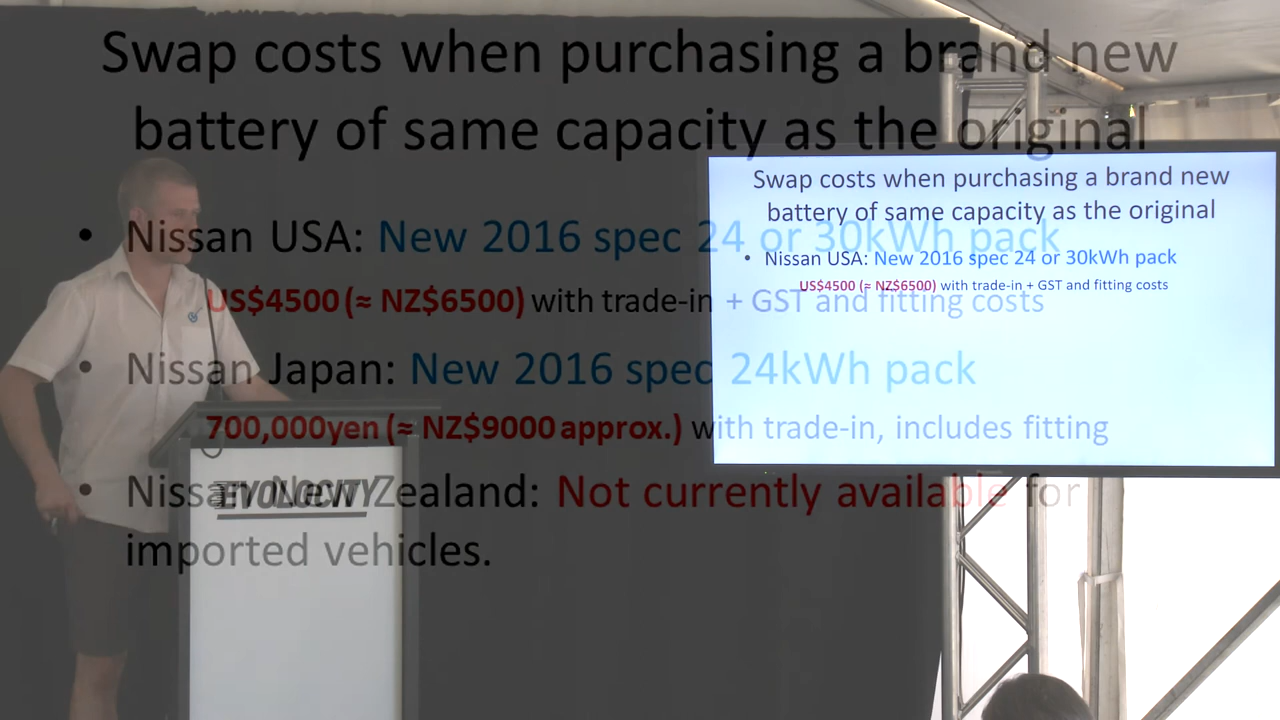 Swap costs when purchasing a brand new
battery of same capacity as the original
• Nissan USA: New 2016 spec 24 or 30kWh pack
US$4500 (≈ NZ$6500) with trade-in + GST and fitting costs
• Nissan Japan: New 2016 spec 24kWh pack
700,000yen (≈ NZ$9000 approx.) with trade-in, includes fitting
• Nissan New Zealand: Not currently available for
imported vehicles.
Swap costs when purchasing a brand new
battery of same capacity as the original
• Nissan USA: New 2016 spec 24 or 30kWh pack
US$4500 (≈ NZ$6500) with trade-in + GST and fitting costs
EVOLOCITY